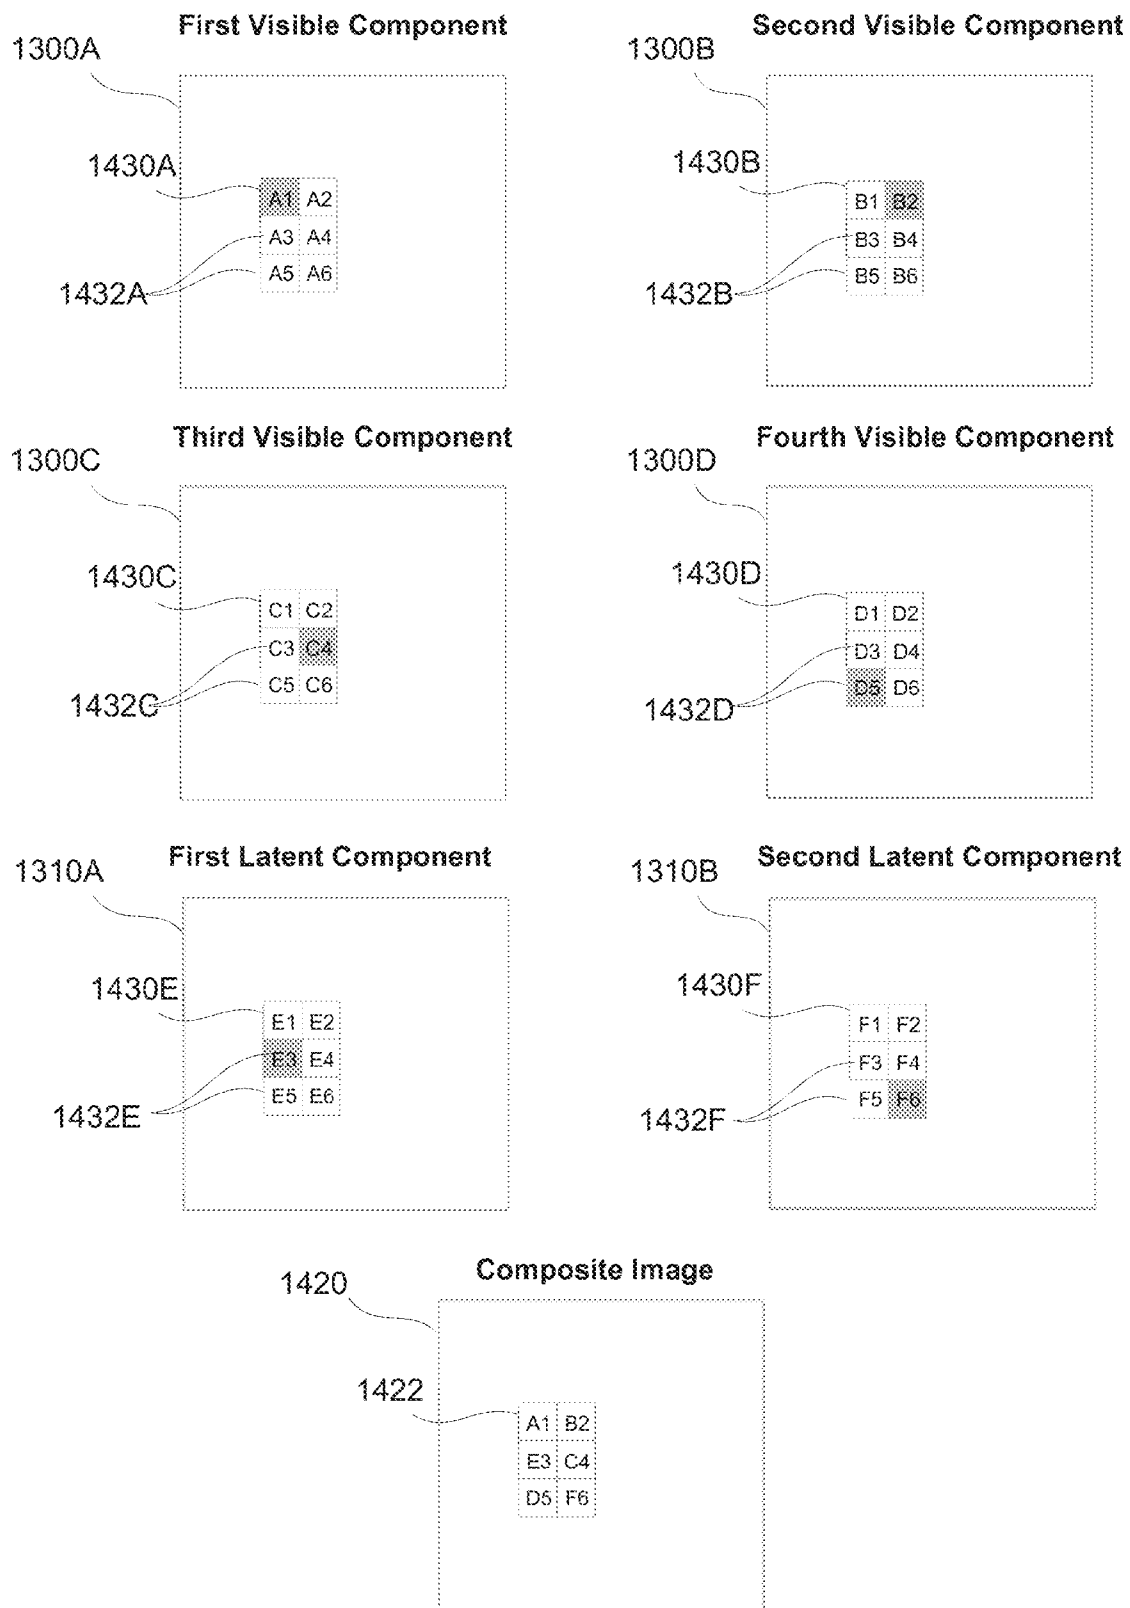 First Visible Component
1300A
1430A
A1 A2
A3 A4
A5 A6
1432A
Second Visible Component
1300B
1430B
B1 B2
B3 B4
B5 B6
1432B
Third Visible Component
1300C
1430C
C1 C2
C3 C4
C5 C6
1432C
Fourth Visible Component
1300D
1430D
D1 D2
D3 D4
D5 D6
1432D
First Latent Component
1310A
1430E
E1 E2
E3 E4
E5 E6
1432E
Second Latent Component
1310B
1430F
F1 F2
F3 F4
F5 F6
1432F
Composite Image
1420
1422
A1 B2
E3 C4
D5 F6